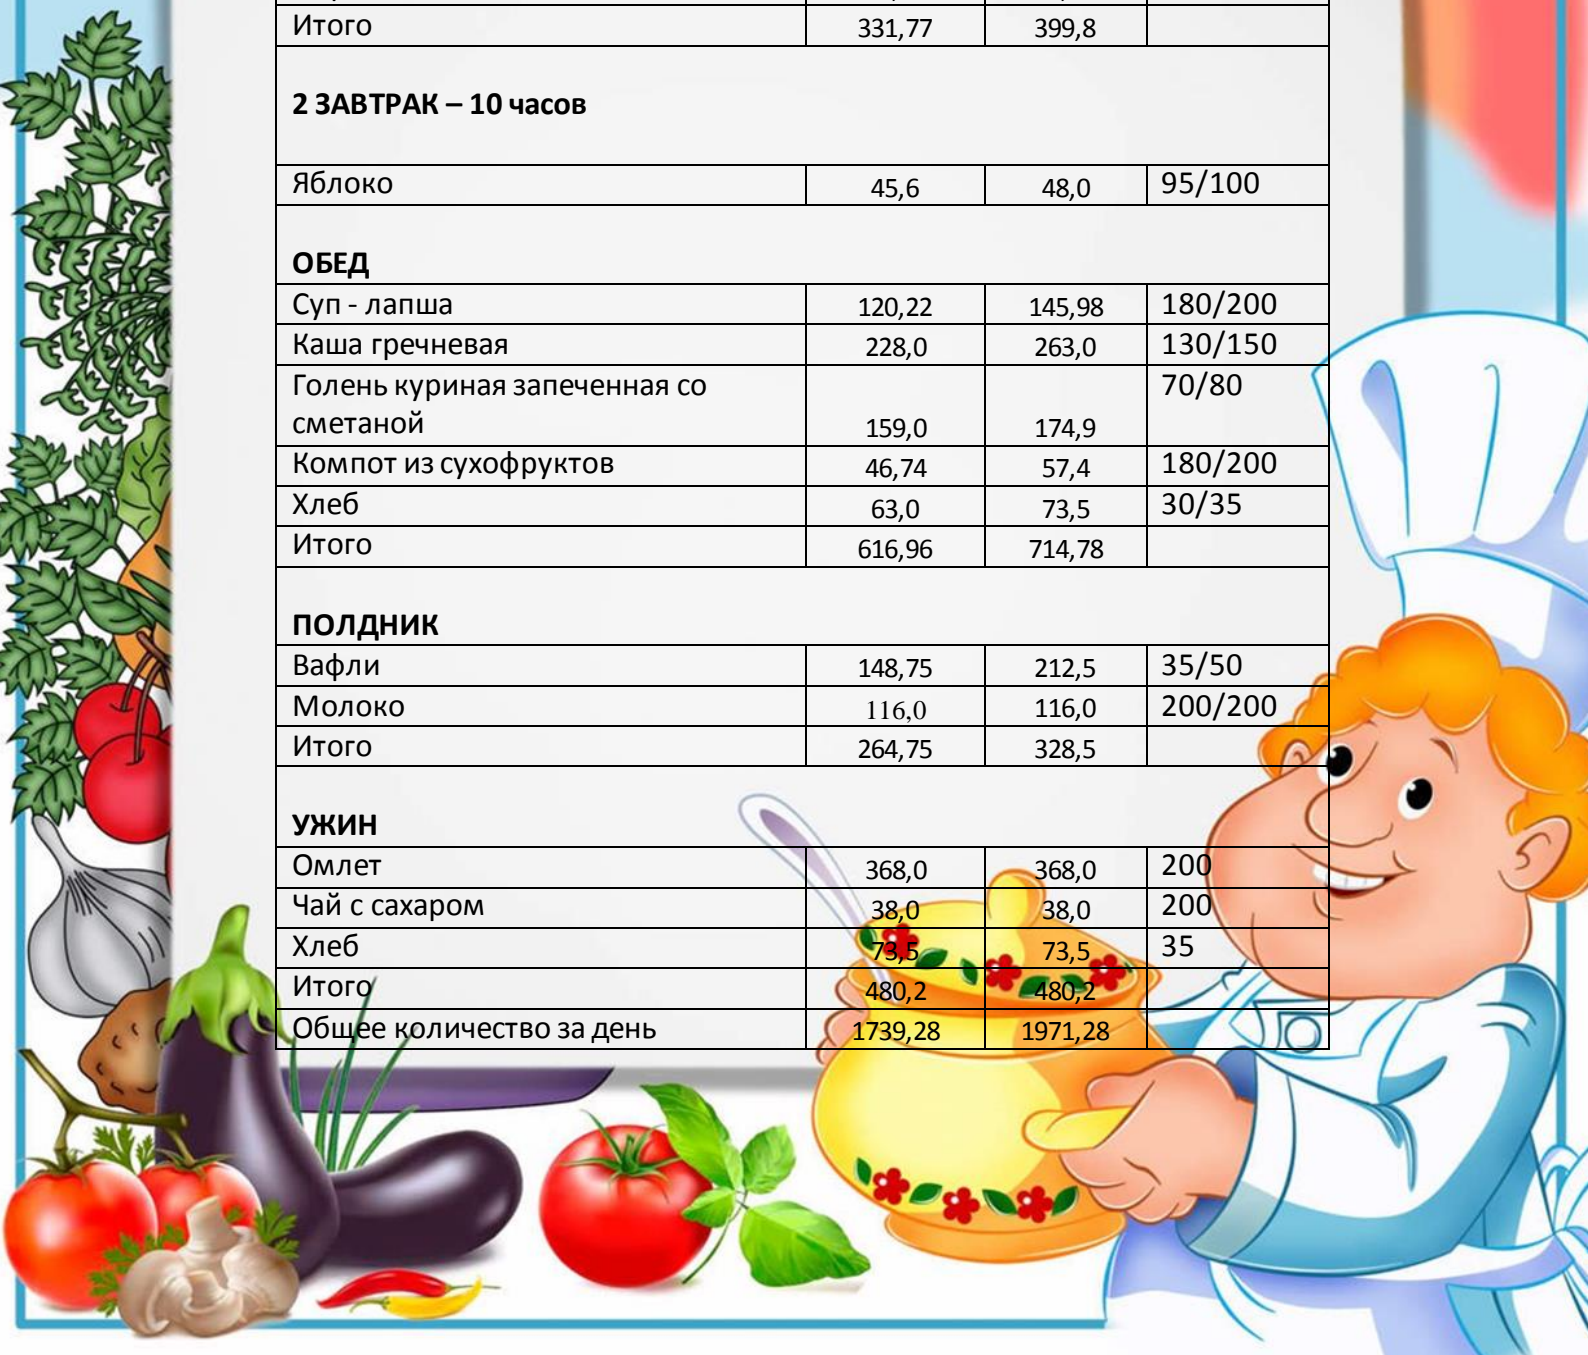 Итого 331,77 399,8
2 ЗАВТРАК – 10 часов
Яблоко 45,6 48,0 95/100
ОБЕД
Суп - лапша 120,22 145,98 180/200
Каша гречневая 228,0 263,0 130/150
Голень куриная запеченная со 70/80
сметаной 159,0 174,9
Компот из сухофруктов 46,74 57,4 180/200
Хлеб 63,0 73,5 30/35
Итого 616,96 714,78
ПОЛДНИК
Вафли 148,75 212,5 35/50
Молоко 116,0 116,0 200/200
Итого 264,75 328,5
УЖИН
Омлет 368,0 368,0 200
Чай с сахаром 38,0 38,0 200
Хлеб 73,5 73,5 35
Итого 480,2 480,2
Общее количество за день 1739,28 1971,28